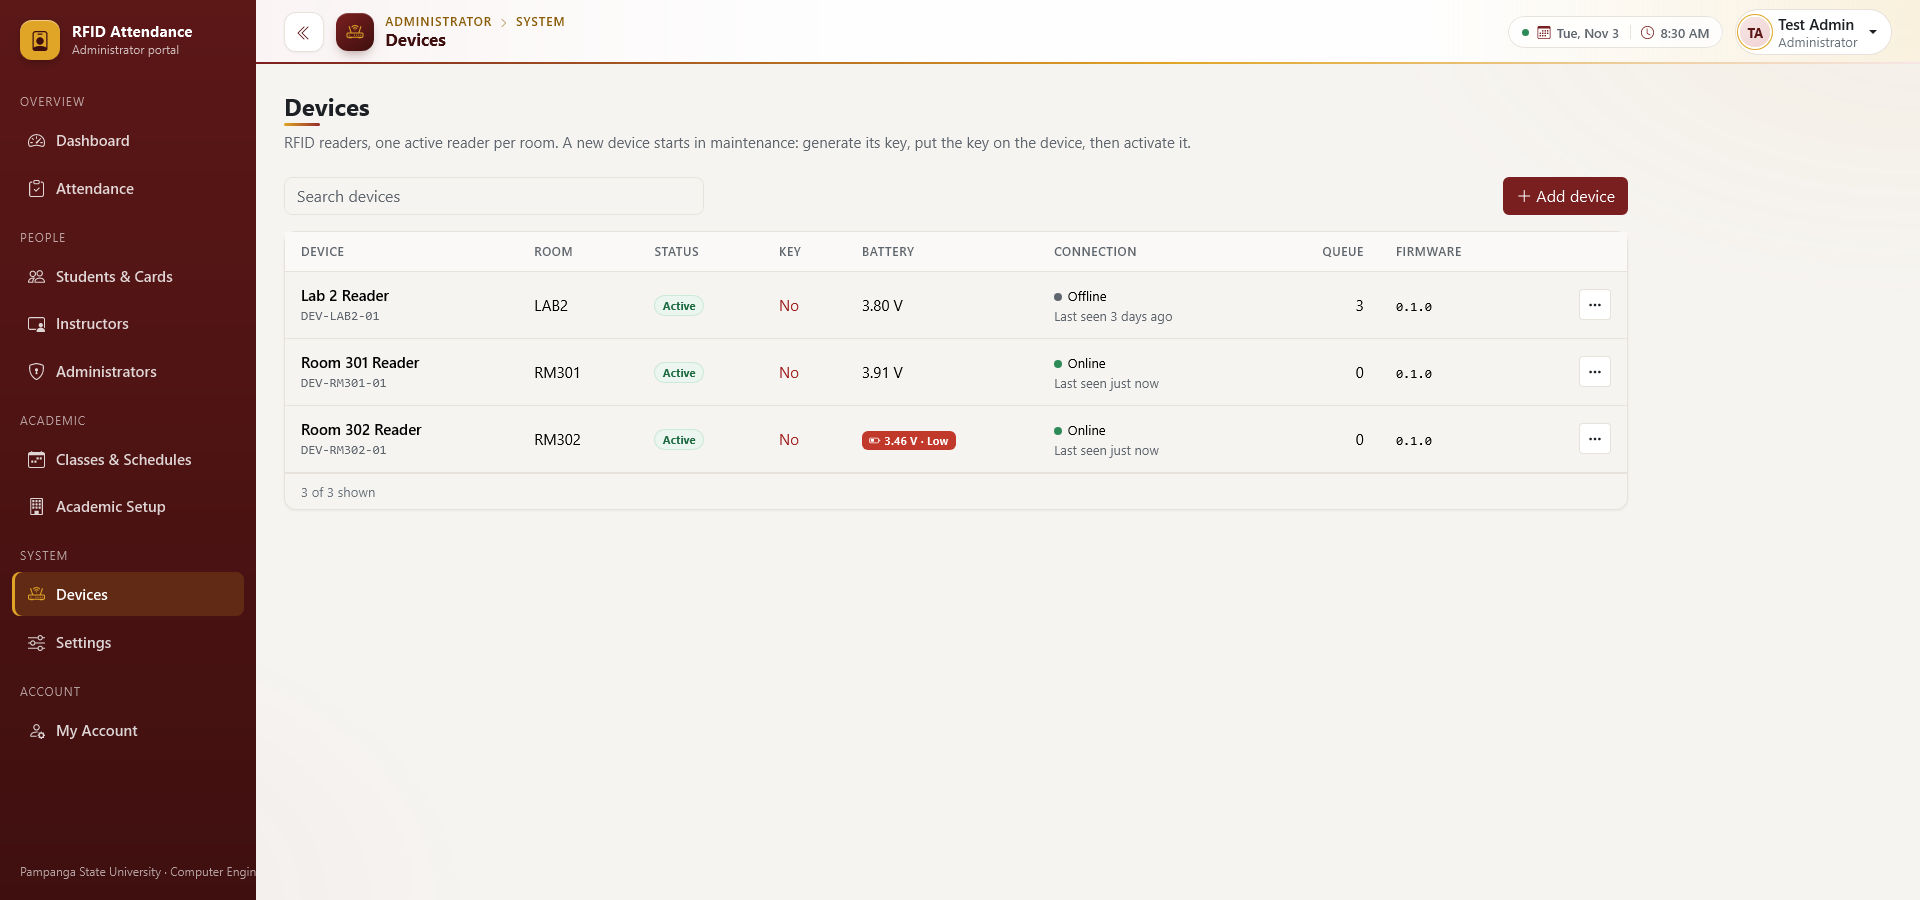 RFID Attendance
Administrator portal
OVERVIEW
Dashboard
Attendance
PEOPLE
Students & Cards
Instructors
Administrators
ACADEMIC
Classes & Schedules
Academic Setup
SYSTEM
Devices
Settings
ACCOUNT
My Account
Pampanga State University · Computer Engin
ADMINISTRATOR > SYSTEM
Devices
Tue, Nov 3 8:30 AM
TA
Test Admin
Administrator
Devices
RFID readers, one active reader per room. A new device starts in maintenance: generate its key, put the key on the device, then activate it.
Search devices
+ Add device
DEVICE ROOM STATUS KEY BATTERY CONNECTION QUEUE FIRMWARE
Lab 2 Reader
DEV-LAB2-01
LAB2 Active No 3.80 V
Offline
Last seen 3 days ago
3 0.1.0
Room 301 Reader
DEV-RM301-01
RM301 Active No 3.91 V
Online
Last seen just now
0 0.1.0
Room 302 Reader
DEV-RM302-01
RM302 Active No 3.46 V · Low
Online
Last seen just now
0 0.1.0
3 of 3 shown